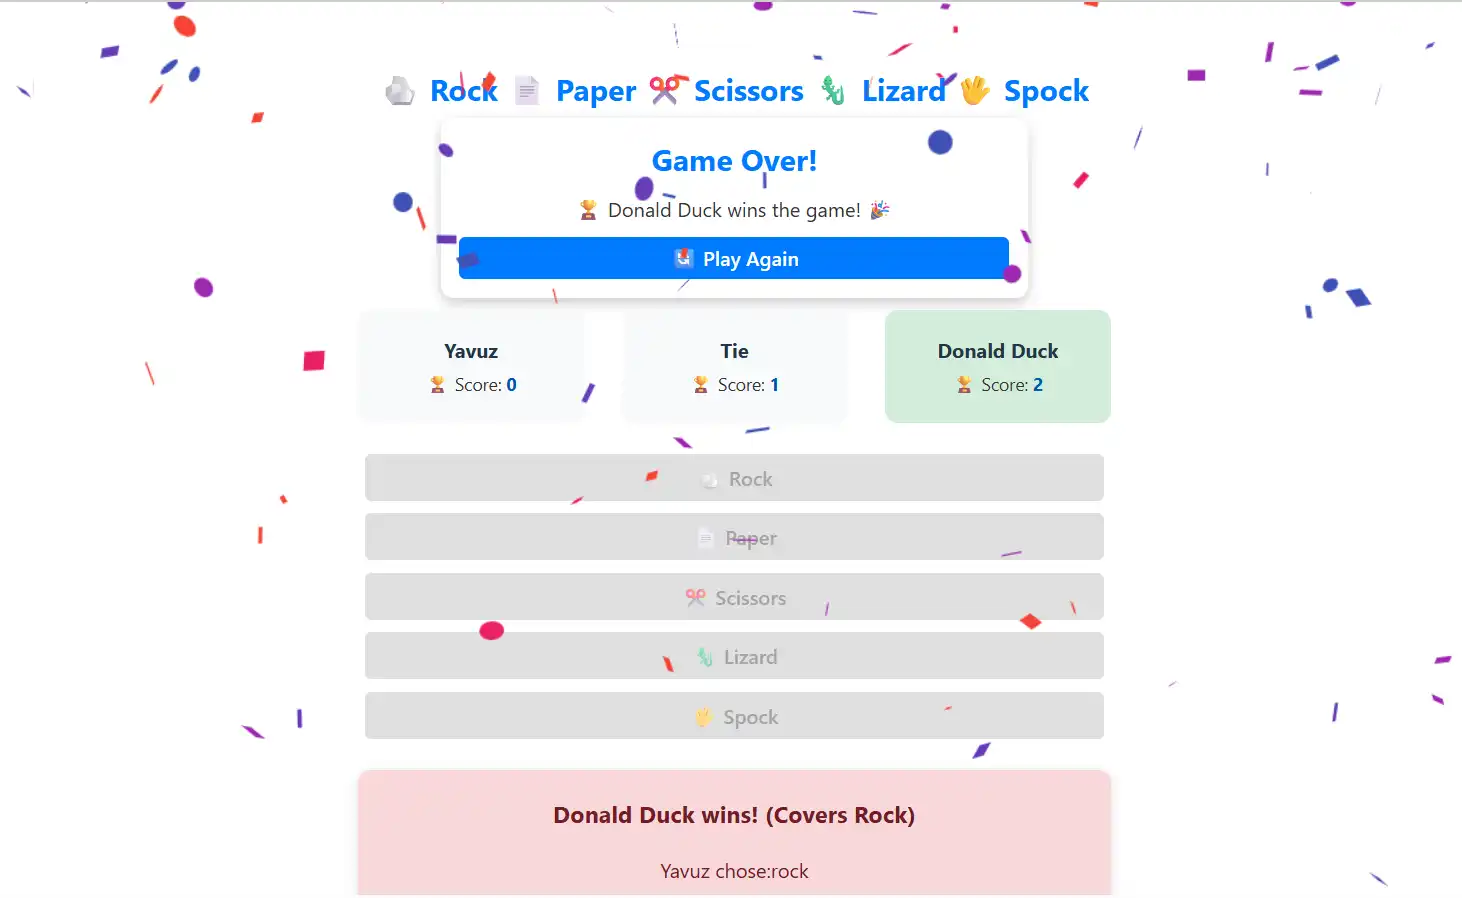 Rock Paper Scissors Lizard Spock
Game Over!
Donald Duck wins the game!
Play Again
Yavuz
Score: 0
Tie
Score: 1
Donald Duck
Score: 2
Rock
Paper
Scissors
Lizard
Spock
Donald Duck wins! (Covers Rock)
Yavuz chose:rock